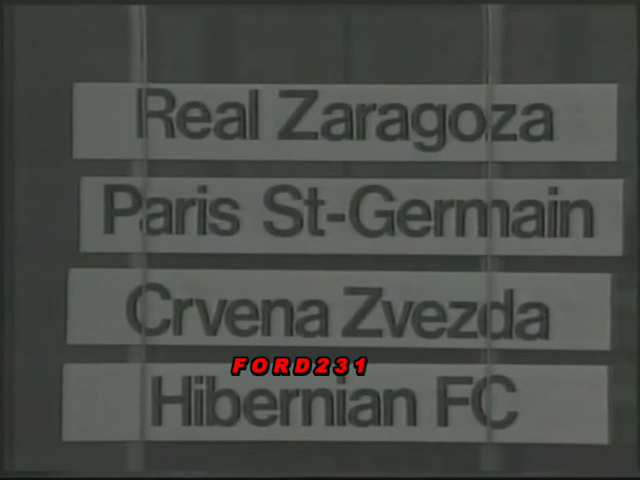 Real Zaragoza
Paris St-Germain
Crvena Zvezda
FORD231
Hibernian FC